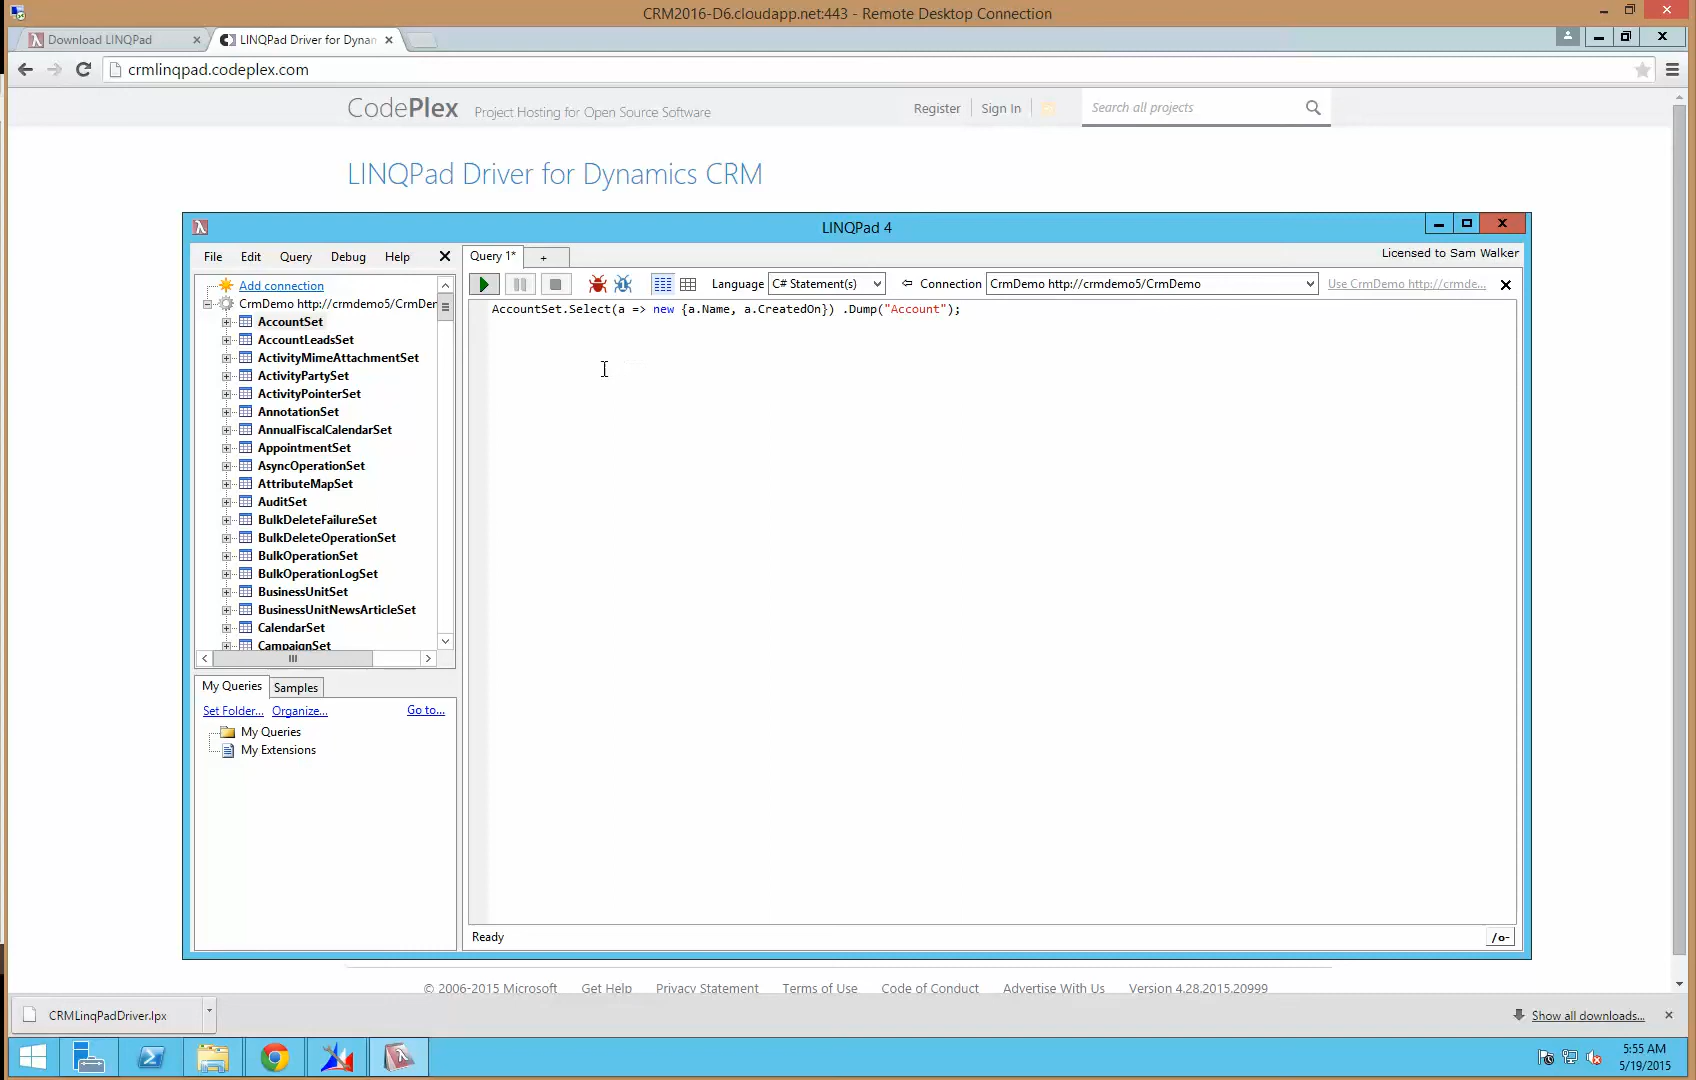 CRM2016-D6.cloudapp.net:443 - Remote Desktop Connection
Download LINQPad
LINQPad Driver for Dynan
crmlinqpad.codeplex.com
CodePlex Project Hosting for Open Source Software
Register Sign In
Search all projects
LINQPad Driver for Dynamics CRM
LINQPad 4
File Edit Query Debug Help
Query 1*
+
Licensed to Sam Walker
Language C# Statement(s) Connection CrmDemo http://crmdemo5/CrmDemo Use CrmDemo http://crmde...
Add connection
CrmDemo http://crmdemo5/CrmDer
AccountSet
AccountLeadsSet
ActivityMimeAttachmentSet
ActivityPartySet
ActivityPointerSet
AnnotationSet
AnnualFiscalCalendarSet
AppointmentSet
AsyncOperationSet
AttributeMapSet
AuditSet
BulkDeleteFailureSet
BulkDeleteOperationSet
BulkOperationSet
BulkOperationLogSet
BusinessUnitSet
BusinessUnitNewsArticleSet
CalendarSet
CampaignSet
AccountSet.Select(a => new {a.Name, a.CreatedOn}) .Dump("Account");
My Queries Samples
Set Folder... Organize... Go to...
My Queries
My Extensions
Ready
/o-
© 2006-2015 Microsoft Get Help Privacy Statement Terms of Use Code of Conduct Advertise With Us Version 4.28.2015.20999
CRMLinqPadDriver.lpx
Show all downloads...
5:55 AM
5/19/2015